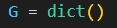 G = dict()